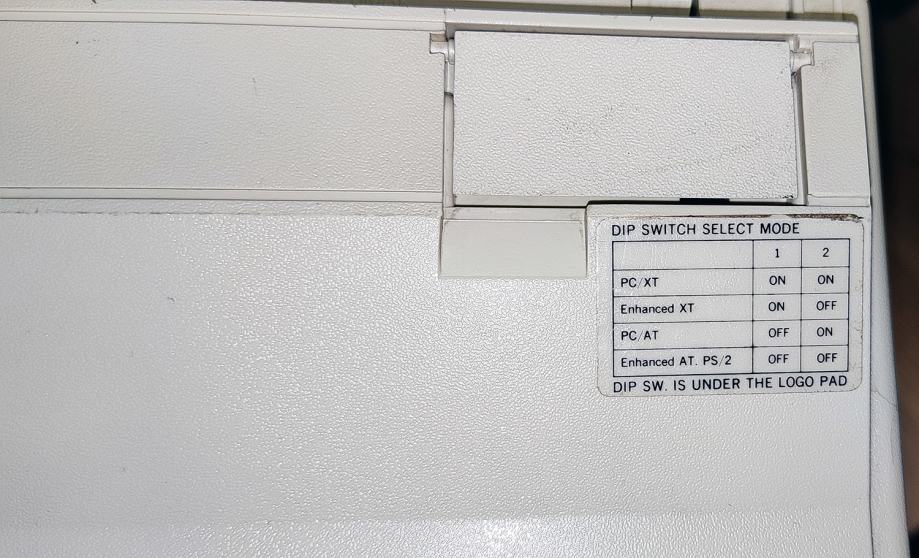 DIP SWITCH SELECT MODE
1 2
PC/XT ON ON
Enhanced XT ON OFF
PC/AT OFF ON
Enhanced AT. PS/2 OFF OFF
DIP SW. IS UNDER THE LOGO PAD